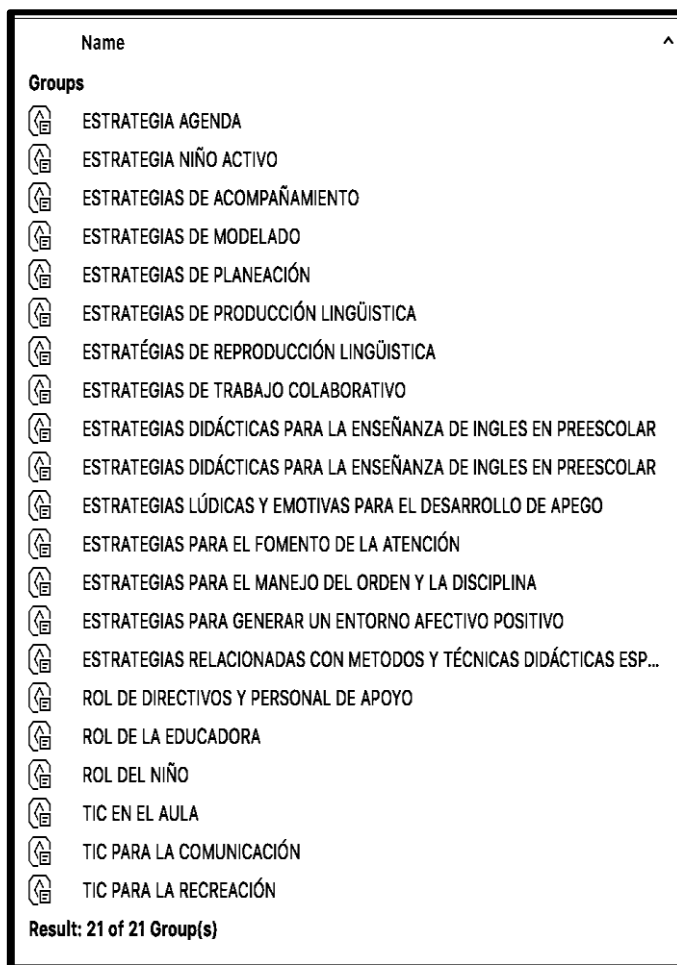 Name
Groups
ESTRATEGIA AGENDA
ESTRATEGIA NIÑO ACTIVO
ESTRATEGIAS DE ACOMPAÑAMIENTO
ESTRATEGIAS DE MODELADO
ESTRATEGIAS DE PLANEACIÓN
ESTRATEGIAS DE PRODUCCIÓN LINGÜISTICA
ESTRATÉGIAS DE REPRODUCCIÓN LINGÜISTICA
ESTRATEGIAS DE TRABAJO COLABORATIVO
ESTRATEGIAS DIDÁCTICAS PARA LA ENSEÑANZA DE INGLES EN PREESCOLAR
ESTRATEGIAS DIDÁCTICAS PARA LA ENSEÑANZA DE INGLES EN PREESCOLAR
ESTRATEGIAS LÚDICAS Y EMOTIVAS PARA EL DESARROLLO DE APEGO
ESTRATEGIAS PARA EL FOMENTO DE LA ATENCIÓN
ESTRATEGIAS PARA EL MANEJO DEL ORDEN Y LA DISCIPLINA
ESTRATEGIAS PARA GENERAR UN ENTORNO AFECTIVO POSITIVO
ESTRATEGIAS RELACIONADAS CON METODOS Y TÉCNICAS DIDÁCTICAS ESP...
ROL DE DIRECTIVOS Y PERSONAL DE APOYO
ROL DE LA EDUCADORA
ROL DEL NIÑO
TIC EN EL AULA
TIC PARA LA COMUNICACIÓN
TIC PARA LA RECREACIÓN
Result: 21 of 21 Group(s)